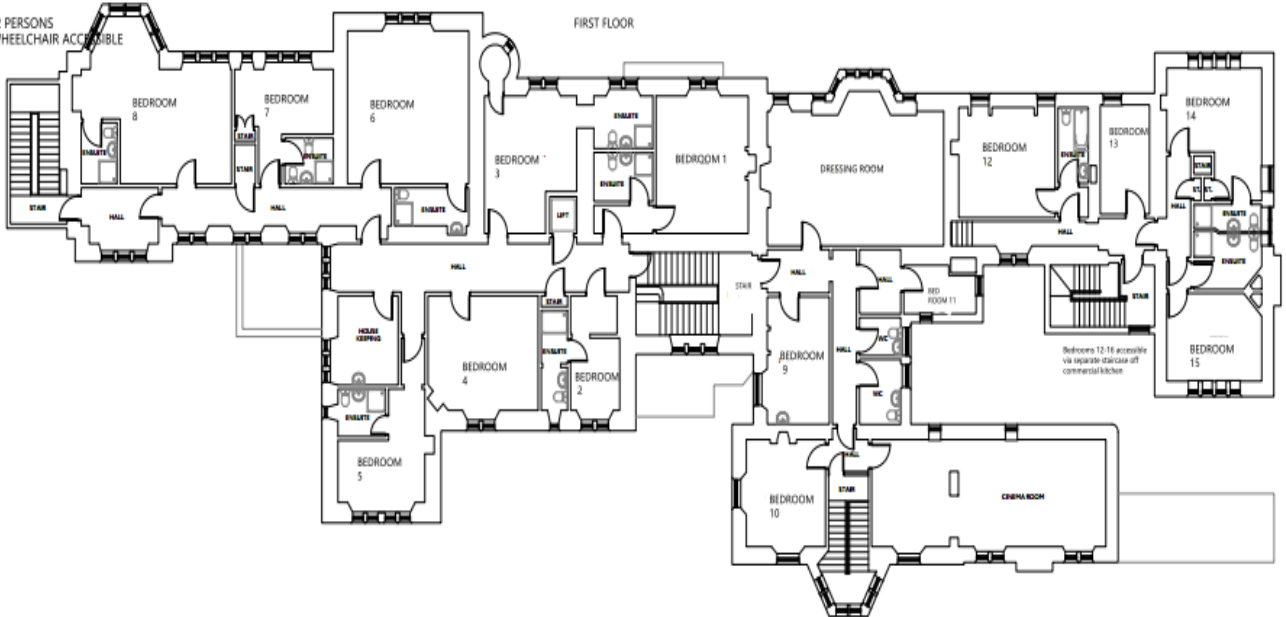 2 PERSONS
WHEELCHAIR ACCESSIBLE
FIRST FLOOR
BEDROOM
8
BEDROOM
7
BEDROOM
6
BEDROOM
3
BEDROOM 1
DRESSING ROOM
BEDROOM
12
BEDROOM
13
BEDROOM
14
STAIR
ENSUITE
ENSUITE
ENSUITE
ENSUITE
ENSUITE
STAIR
STAIR
ST.
ST.
STAIR
HALL
HALL
ENSUITE
LIFT
HALL
HALL
ENSUITE
ENSUITE
HALL
STAIR
HALL
HALL
BED
ROOM 11
STAIR
STAIR
HOUSE
KEEPING
BEDROOM
4
ENSUITE
BEDROOM
2
BEDROOM
9
HALL
WC
WC
Bedrooms 12-16 accessible
via separate staircase off
commercial kitchen
BEDROOM
15
ENSUITE
BEDROOM
5
HALL
STAIR
BEDROOM
10
CINEMA ROOM